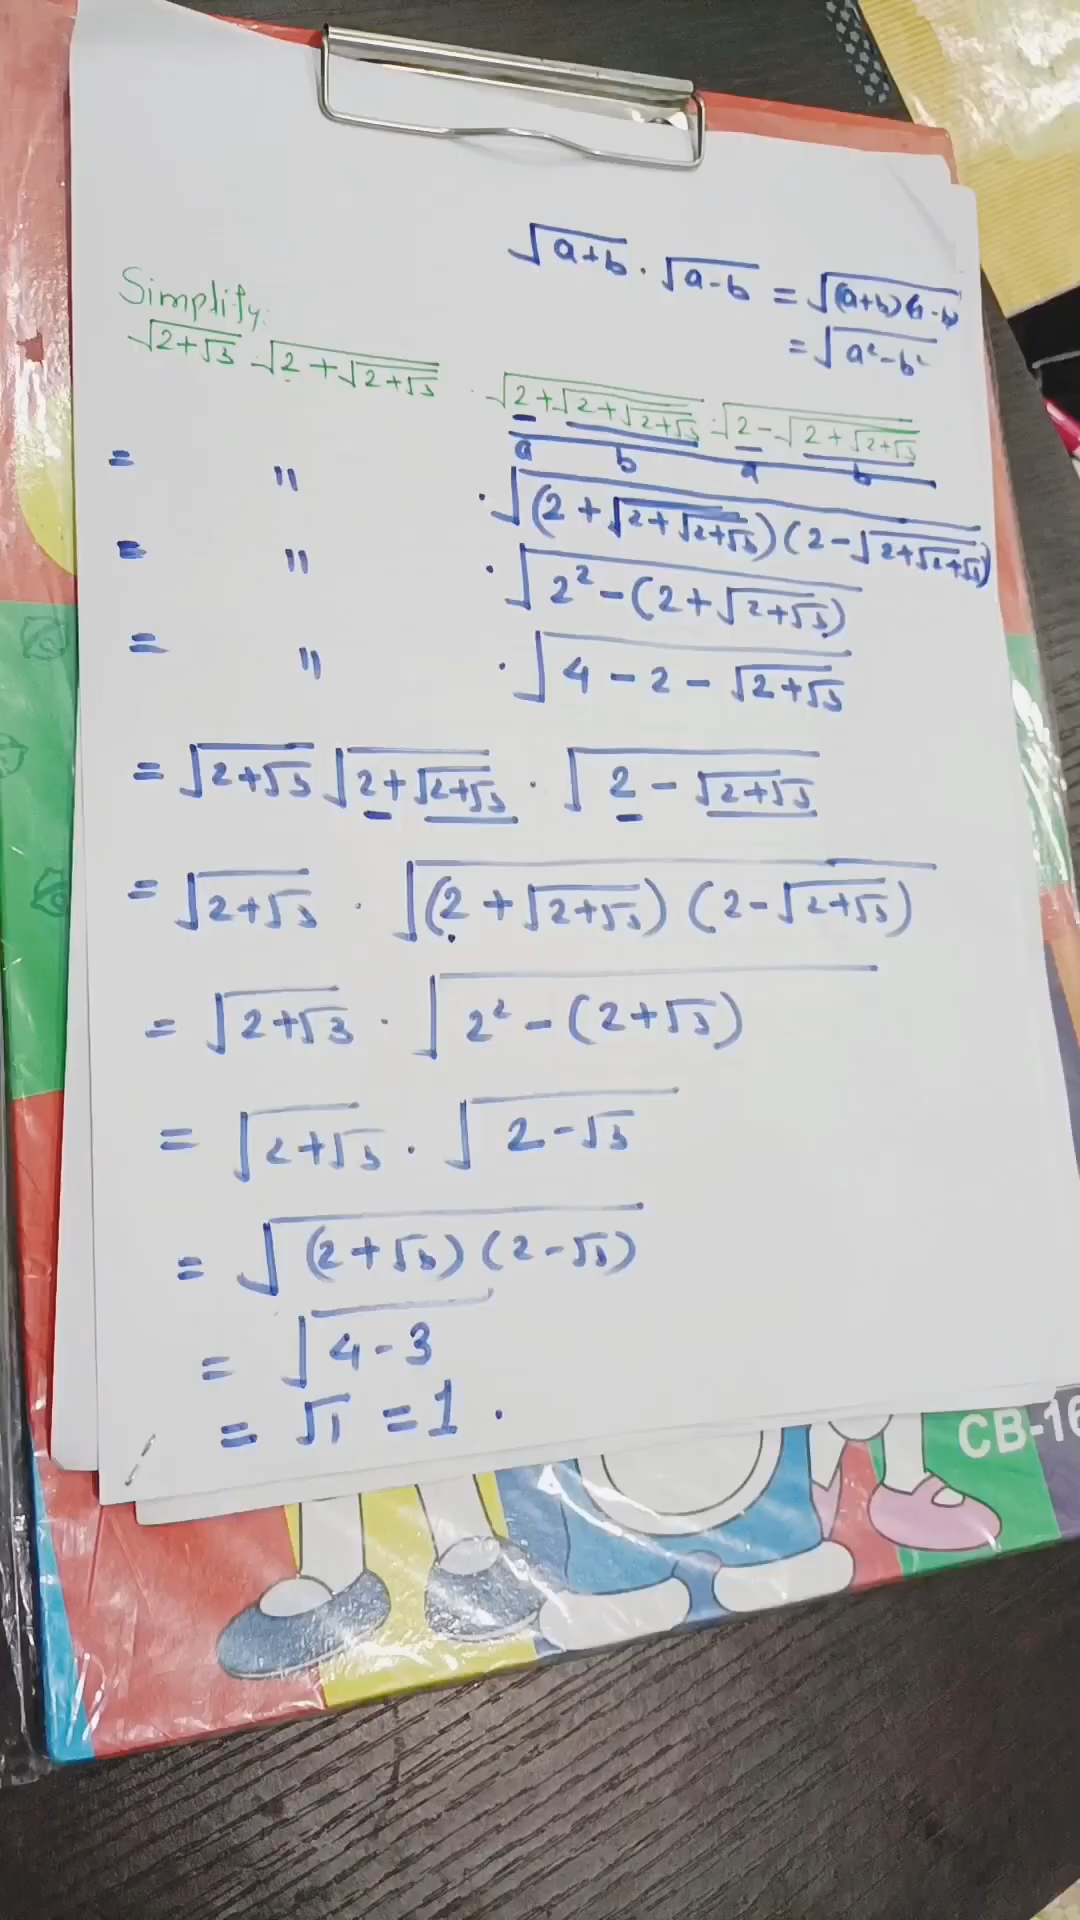 √(a+b) · √(a-b) = √((a+b)(a-b))
= √(a²-b²)
Simplify:
√(2+√3) · √(2+√(2+√3)) · √(2+√(2+√(2+√3))) · √(2-√(2+√(2+√3)))
a b a b
= " · √((2+√(2+√(2+√3)))(2-√(2+√(2+√3))))
= " · √(2²-(2+√(2+√3)))
= " · √(4-2-√(2+√3))
= √(2+√3) √(2+√(2+√3)) · √(2-√(2+√3))
= √(2+√3) · √((2+√(2+√3))(2-√(2+√3)))
= √(2+√3) · √(2²-(2+√3))
= √(2+√3) · √(2-√3)
= √((2+√3)(2-√3))
= √(4-3)
= √1 = 1 .
CB-16